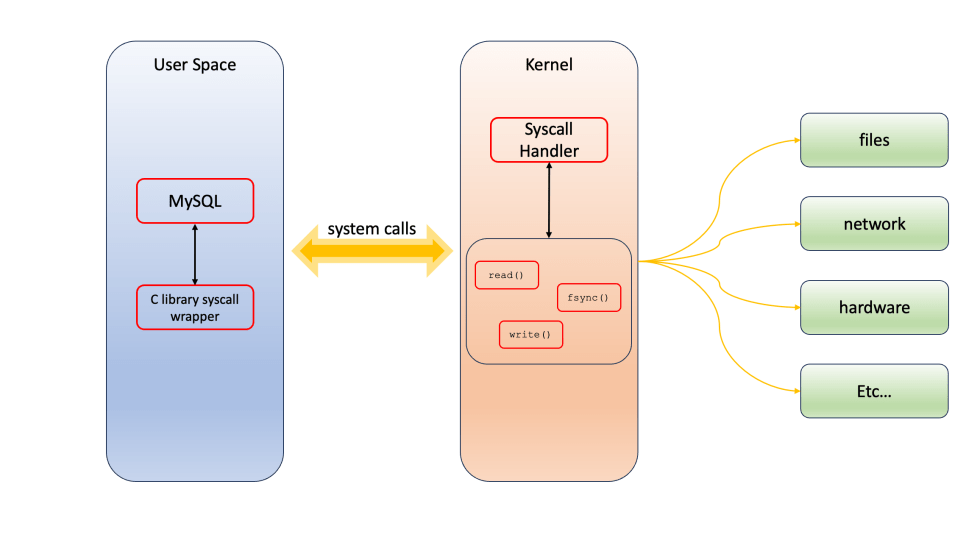 User Space
MySQL
C library syscall
wrapper
system calls
Kernel
Syscall
Handler
read()
fsync()
write()
files
network
hardware
Etc...